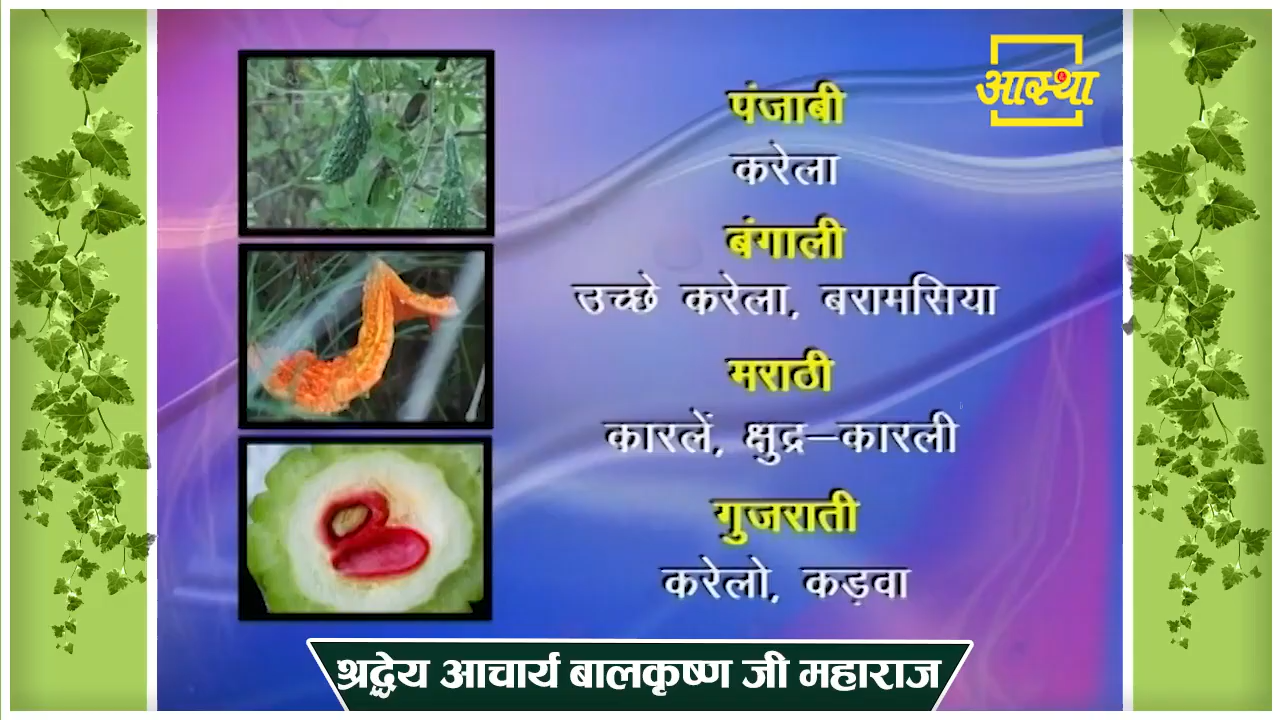 आस्था
पंजाबी
करेला
बंगाली
उच्छे करेला, बरामसिया
मराठी
कारलें, क्षुद्र–कारली
गुजराती
करेलो, कड़वा
श्रद्धेय आचार्य बालकृष्ण जी महाराज